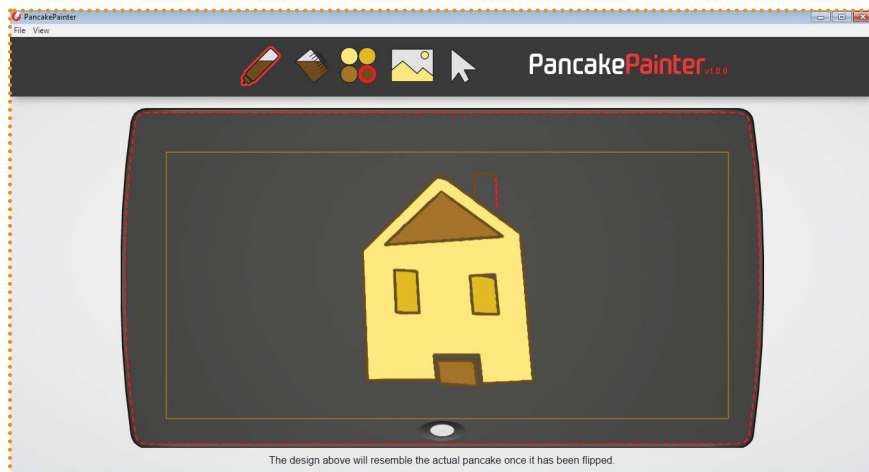 PancakePainter
File View
PancakePainter v1.0.0
The design above will resemble the actual pancake once it has been flipped.